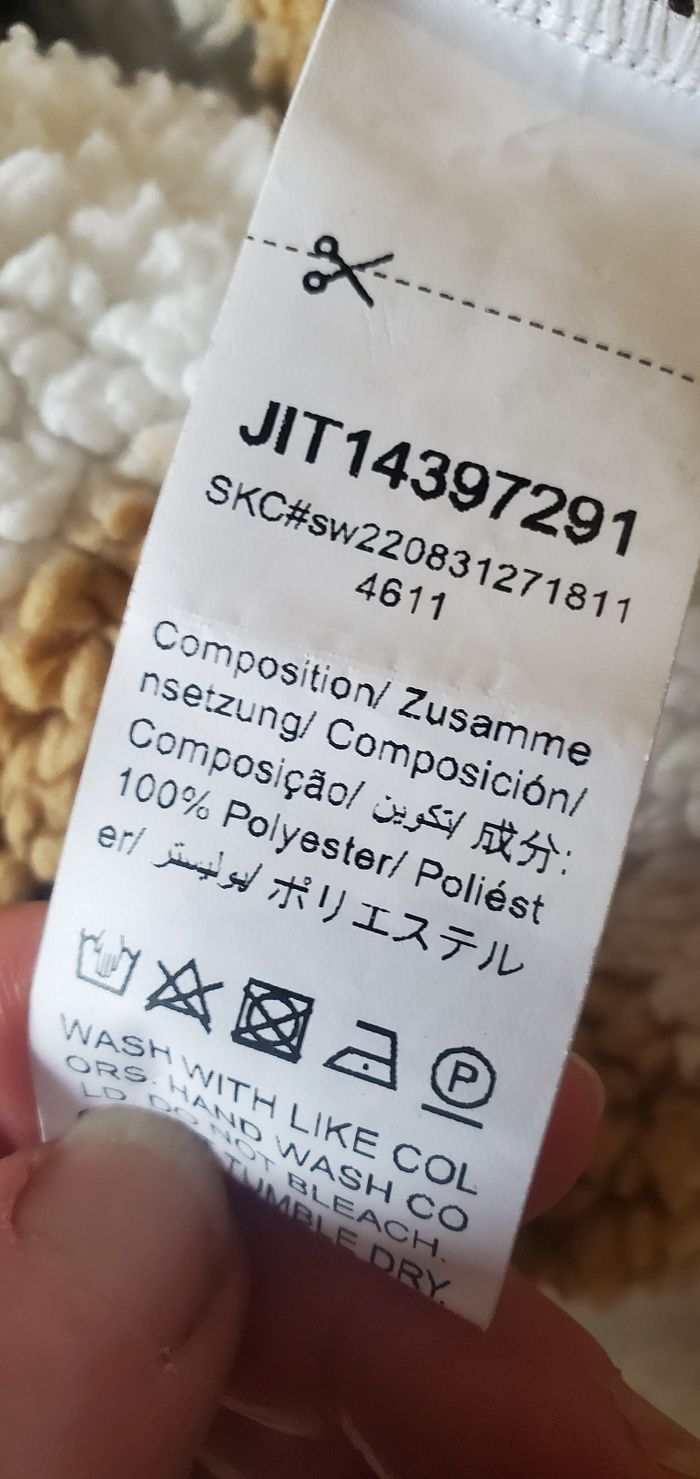 JIT14397291
SKC#sw220831271811
4611
Composition/ Zusamme
nsetzung/ Composición/
Composição/ تكوين/ 成分:
100% Polyester/ Poliést
er/ بوليستر/ ポリエステル
P
WASH WITH LIKE COL
ORS. HAND WASH CO
LD. DO NOT BLEACH.
TUMBLE DRY.